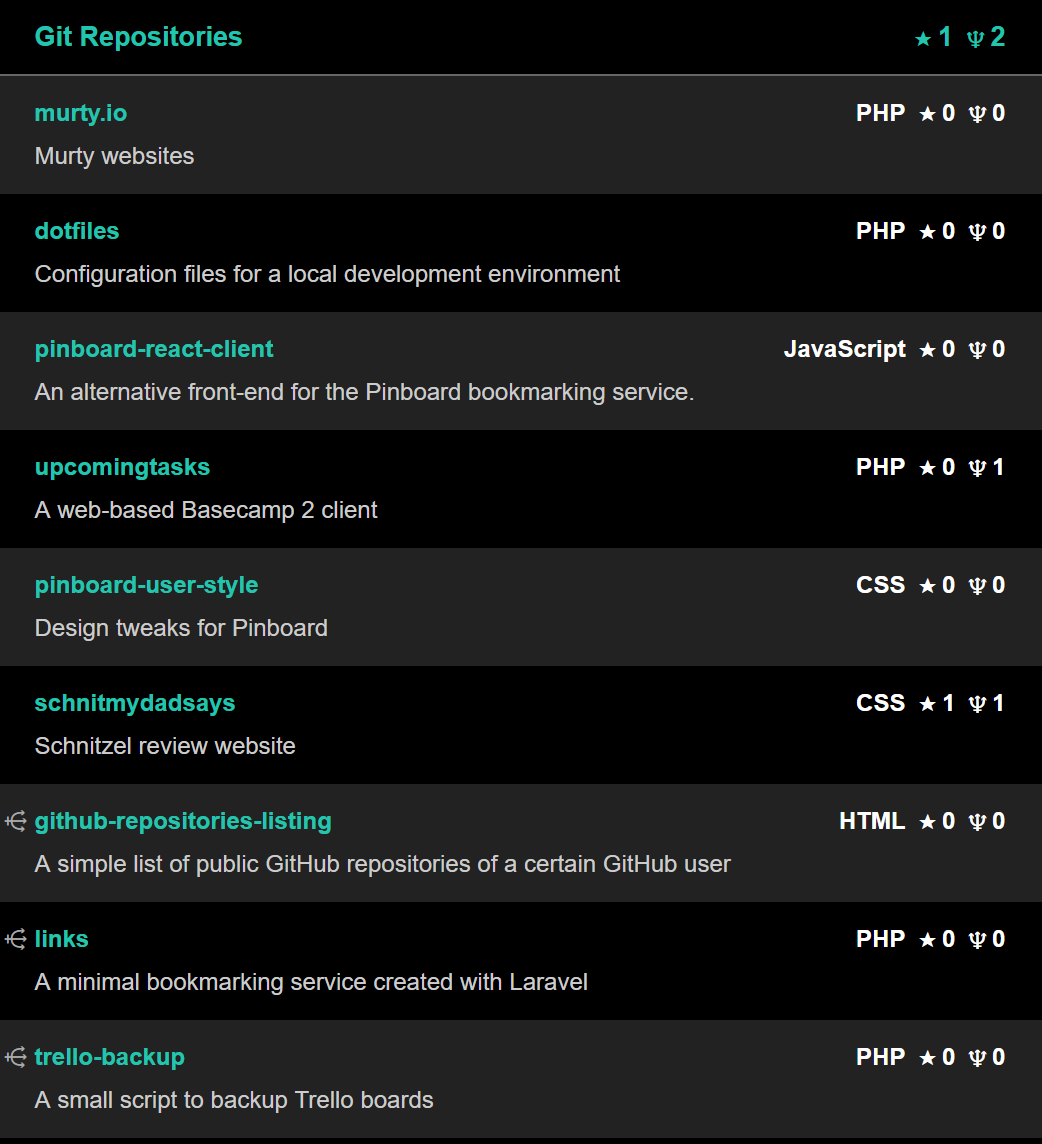 Git Repositories ★ 1 ♆ 2
murty.io PHP ★ 0 ♆ 0
Murty websites
dotfiles PHP ★ 0 ♆ 0
Configuration files for a local development environment
pinboard-react-client JavaScript ★ 0 ♆ 0
An alternative front-end for the Pinboard bookmarking service.
upcomingtasks PHP ★ 0 ♆ 1
A web-based Basecamp 2 client
pinboard-user-style CSS ★ 0 ♆ 0
Design tweaks for Pinboard
schnitmydadsays CSS ★ 1 ♆ 1
Schnitzel review website
github-repositories-listing HTML ★ 0 ♆ 0
A simple list of public GitHub repositories of a certain GitHub user
links PHP ★ 0 ♆ 0
A minimal bookmarking service created with Laravel
trello-backup PHP ★ 0 ♆ 0
A small script to backup Trello boards